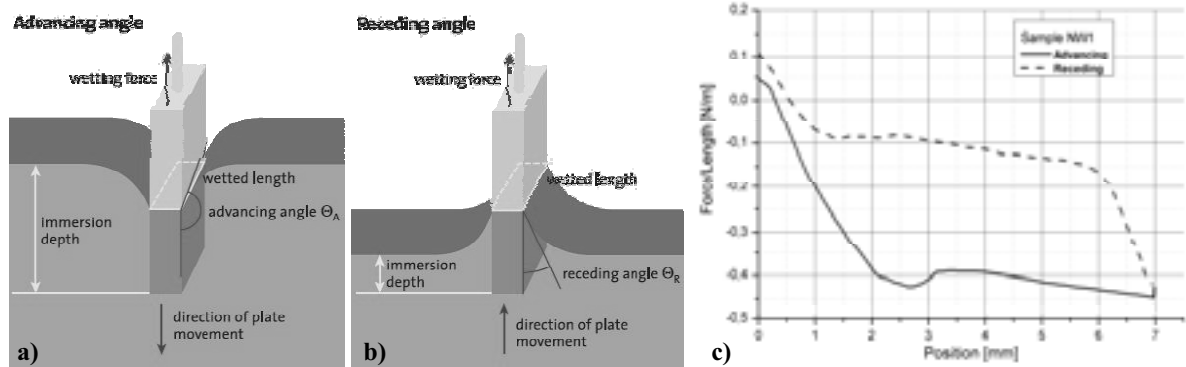 Advancing angle
wetting force
wetted length
advancing angle ΘA
immersion
depth
direction of plate
movement
a)
Receding angle
wetting force
wetted length
immersion
depth
receding angle ΘR
direction of plate
movement
b)
Force/Length [N/m]
0.2
0.1
0.0
-0.1
-0.2
-0.3
-0.4
-0.5
Sample NW1
Advancing
Receding
0 1 2 3 4 5 6 7
Position [mm]
c)